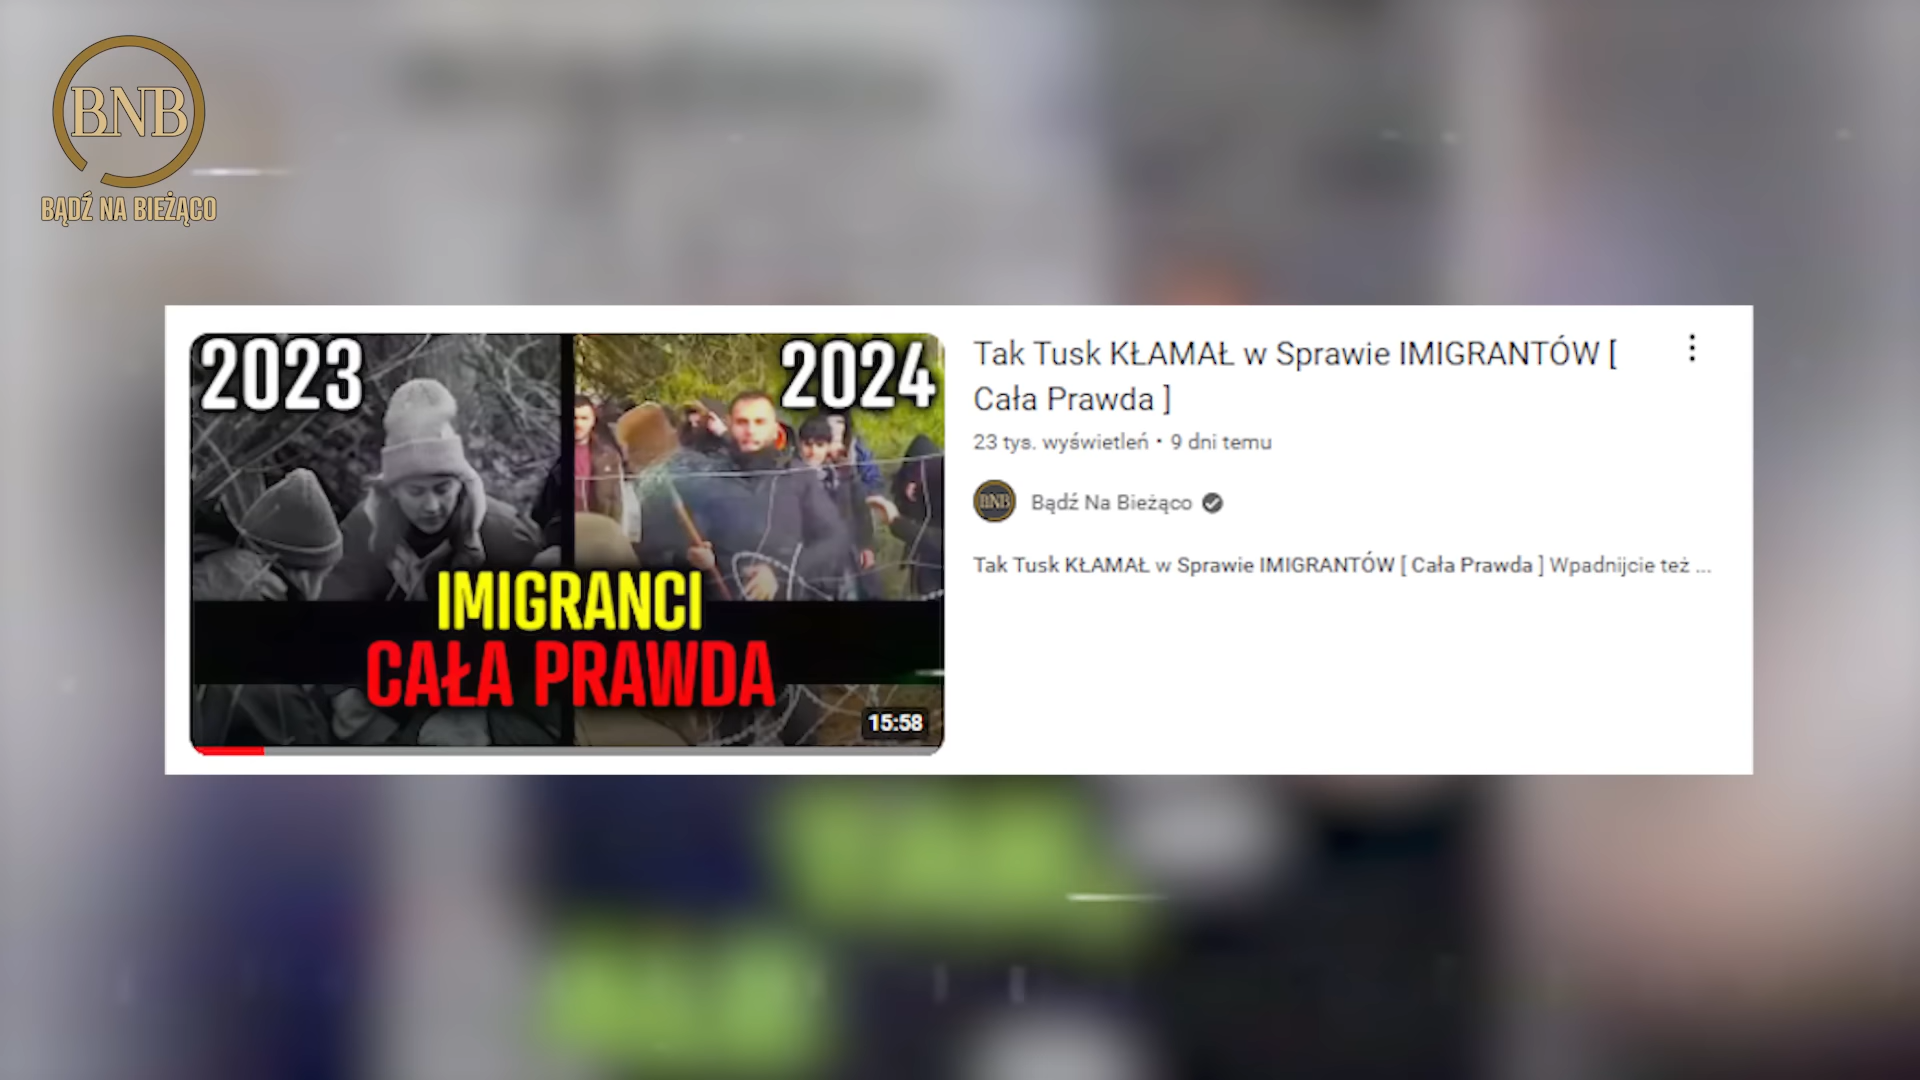 BNB
BĄDŹ NA BIEŻĄCO
2023
2024
IMIGRANCI
CAŁA PRAWDA
15:58
Tak Tusk KŁAMAŁ w Sprawie IMIGRANTÓW [
Cała Prawda ]
23 tys. wyświetleń • 9 dni temu
BNB
Bądź Na Bieżąco
Tak Tusk KŁAMAŁ w Sprawie IMIGRANTÓW [ Cała Prawda ] Wpadnijcie też ...